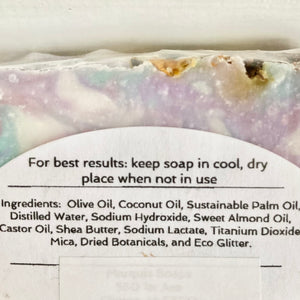 For best results: keep soap in cool, dry
place when not in use
Ingredients: Olive Oil, Coconut Oil, Sustainable Palm Oil,
Distilled Water, Sodium Hydroxide, Sweet Almond Oil,
Castor Oil, Shea Butter, Sodium Lactate, Titanium Dioxide
Mica, Dried Botanicals, and Eco Glitter.